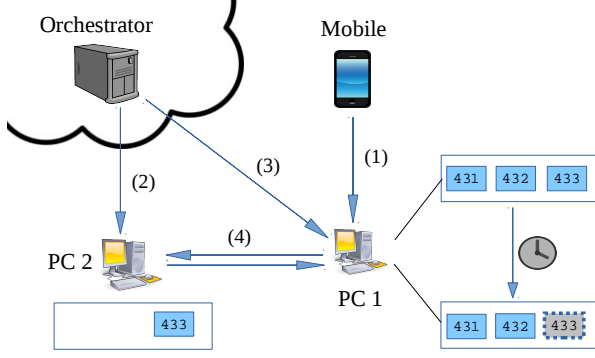 Orchestrator
Mobile
(1)
(2)
(3)
431 432 433
(4)
PC 2
PC 1
433
431 432 433